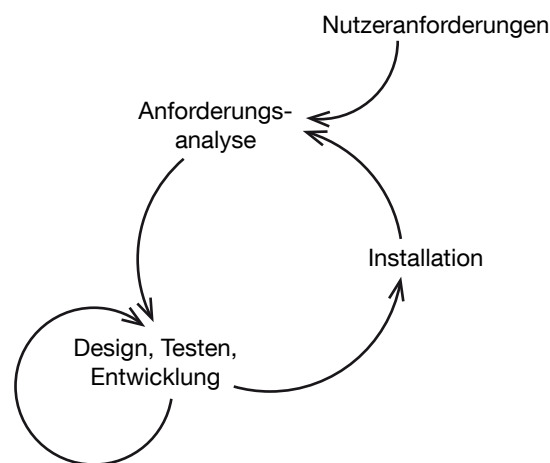 Nutzeranforderungen
Anforderungs-
analyse
Installation
Design, Testen,
Entwicklung